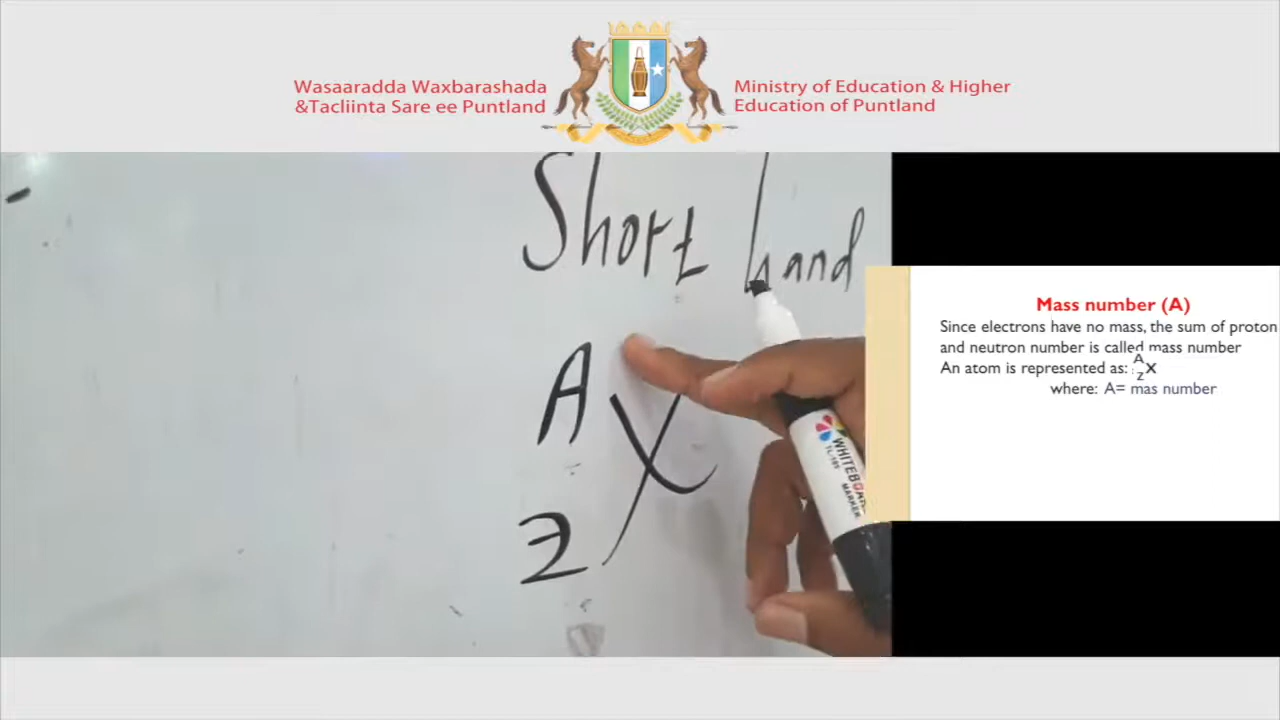 Wasaaradda Waxbarashada
&Tacliinta Sare ee Puntland
Ministry of Education & Higher
Education of Puntland
Short hand
A
X
Z
WHITEBOARD
MARKER
Mass number (A)
Since electrons have no mass, the sum of proton
and neutron number is called mass number
An atom is represented as: A
Z X
where: A= mas number